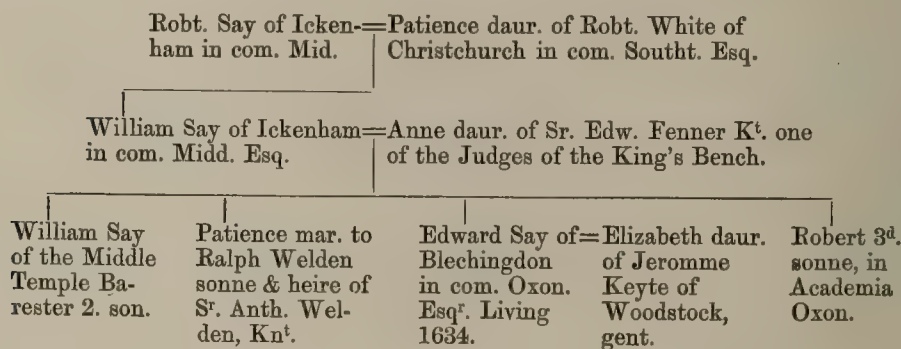 Robt. Say of Icken-=Patience daur. of Robt. White of
ham in com. Mid. Christchurch in com. Southt. Esq.
William Say of Ickenham=Anne daur. of Sr. Edw. Fenner Kt. one
in com. Midd. Esq. of the Judges of the King's Bench.
William Say
of the Middle
Temple Ba-
rester 2. son.
Patience mar. to
Ralph Welden
sonne & heire of
Sr. Anth. Wel-
den, Knt.
Edward Say of=
Blechingdon
in com. Oxon.
Esqr. Living
1634.
Elizabeth daur.
of Jeromme
Keyte of
Woodstock,
gent.
Robert 3d.
sonne, in
Academia
Oxon.